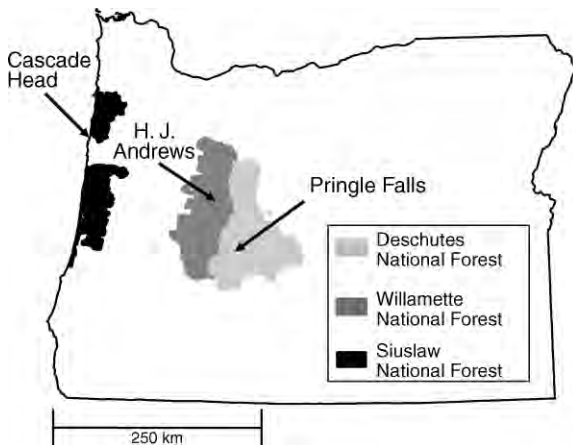 Cascade
Head
H. J.
Andrews
Pringle Falls
Deschutes
National Forest
Willamette
National Forest
Siuslaw
National Forest
250 km